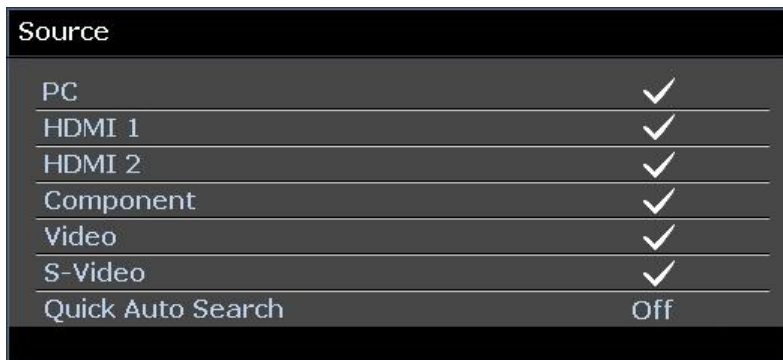 Source
PC ✓
HDMI 1 ✓
HDMI 2 ✓
Component ✓
Video ✓
S-Video ✓
Quick Auto Search Off